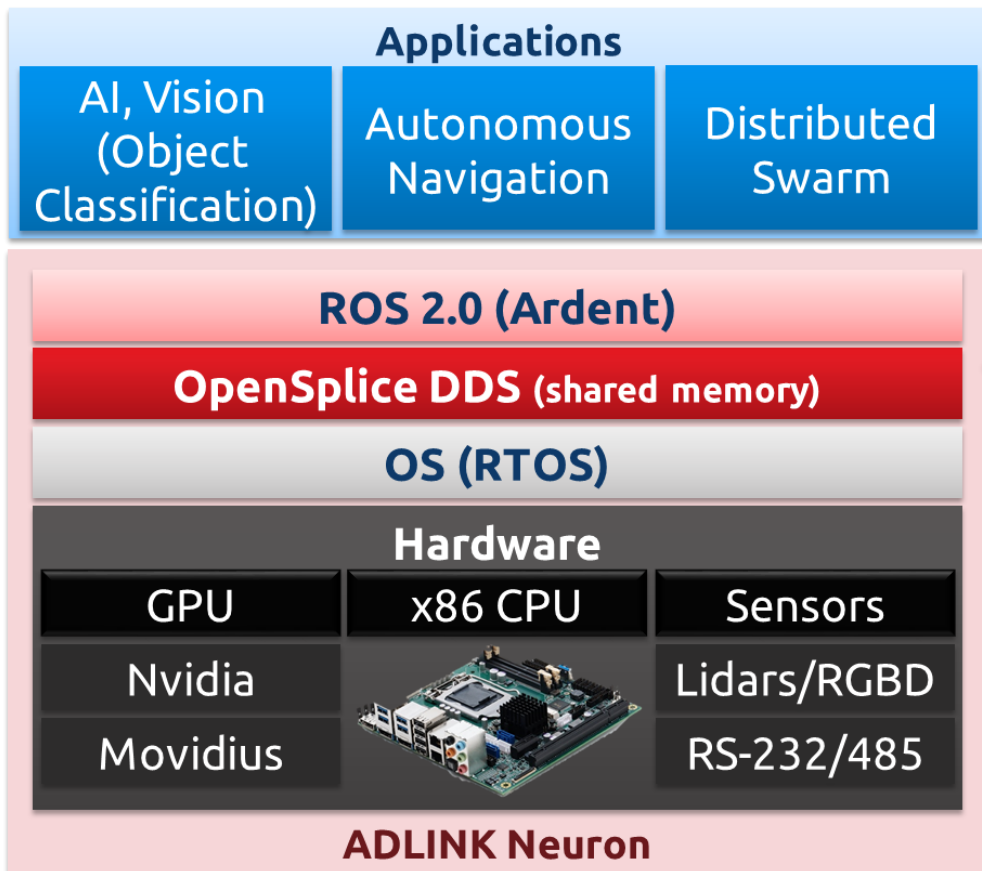 Applications
AI, Vision
(Object
Classification)
Autonomous
Navigation
Distributed
Swarm
ROS 2.0 (Ardent)
OpenSplice DDS (shared memory)
OS (RTOS)
Hardware
GPU
x86 CPU
Sensors
Nvidia
Lidars/RGBD
Movidius
RS-232/485
ADLINK Neuron